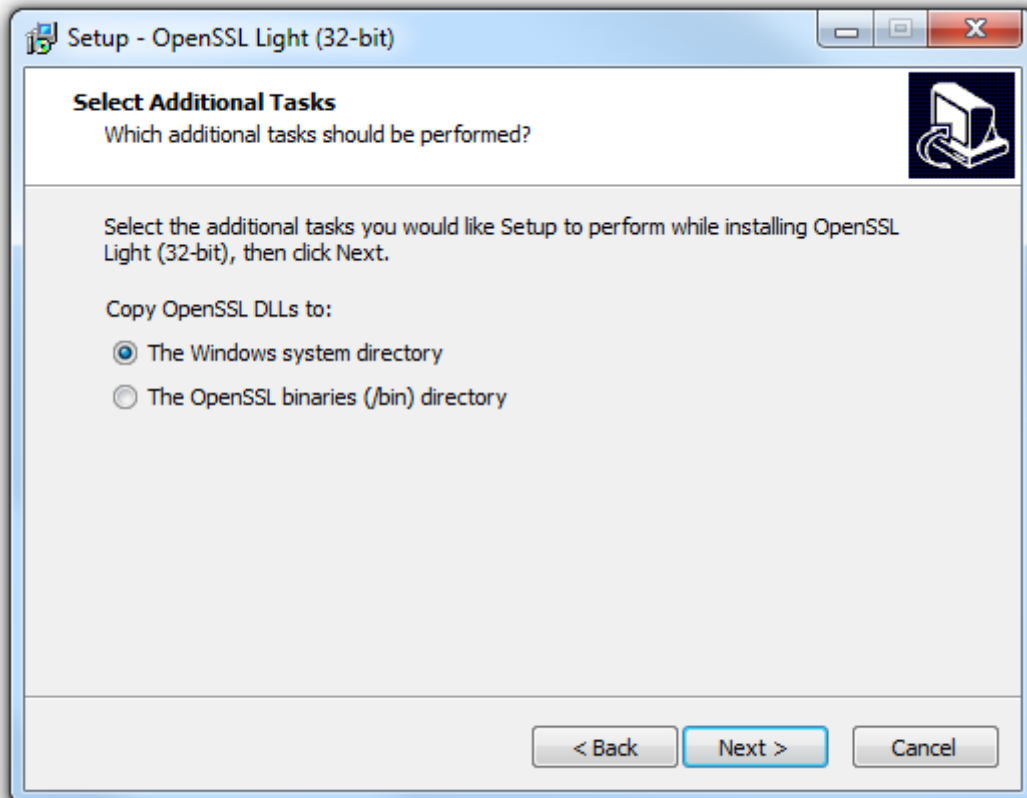 Setup - OpenSSL Light (32-bit)
Select Additional Tasks
Which additional tasks should be performed?
Select the additional tasks you would like Setup to perform while installing OpenSSL
Light (32-bit), then click Next.
Copy OpenSSL DLLs to:
The Windows system directory
The OpenSSL binaries (/bin) directory
< Back
Next >
Cancel